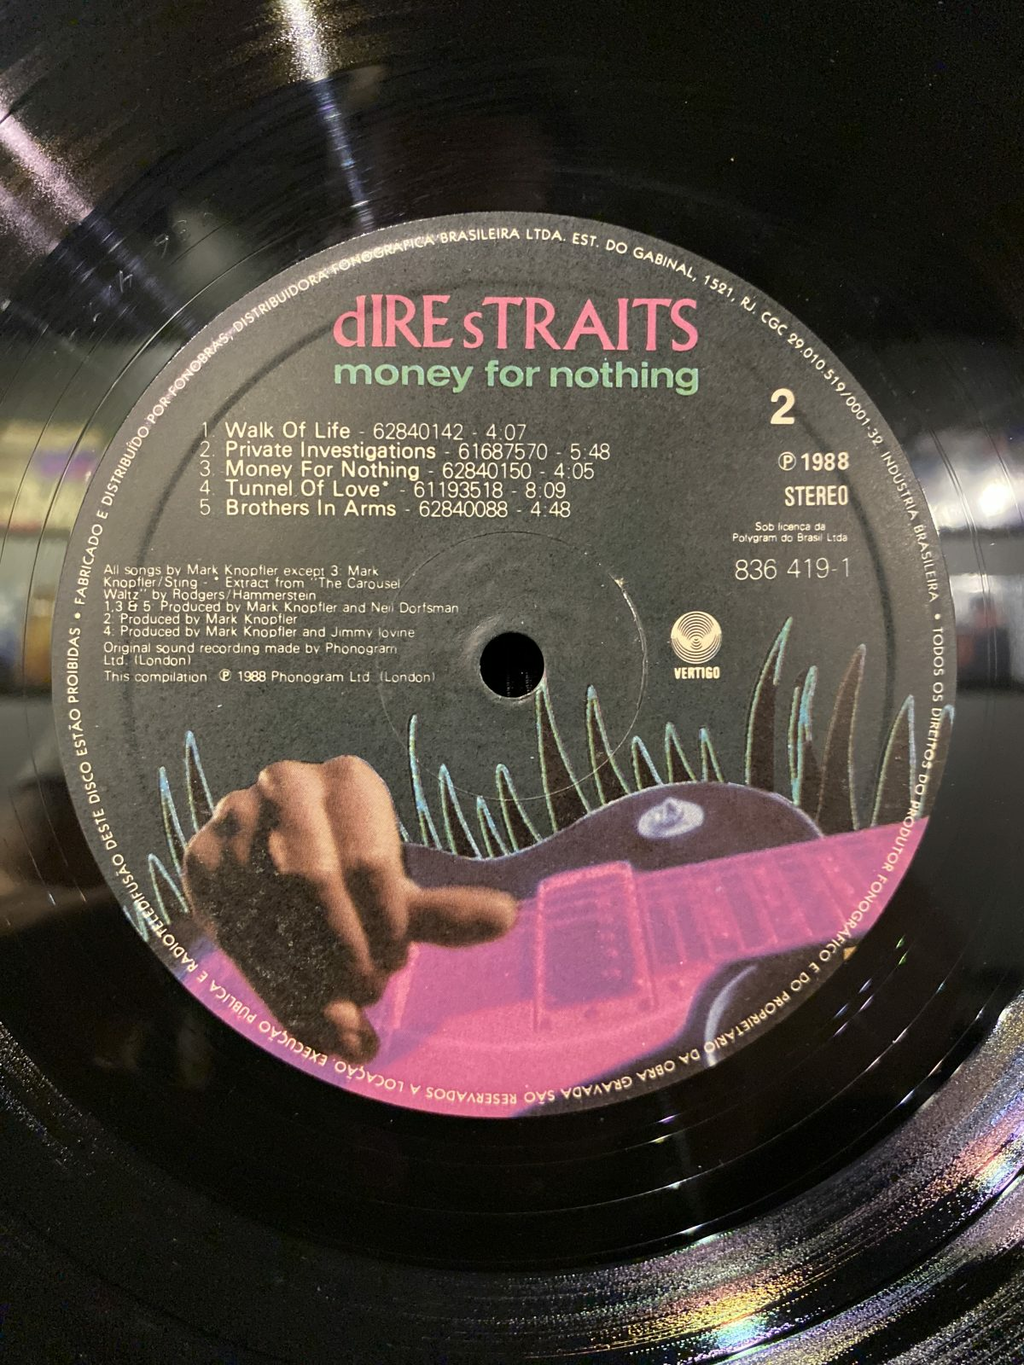 dIRE sTRAITS
money for nothing
2
1. Walk Of Life - 62840142 - 4:07
2. Private Investigations - 61687570 - 5:48
3. Money For Nothing - 62840150 - 4:05
4. Tunnel Of Love* - 61193518 - 8:09
5. Brothers In Arms - 62840088 - 4:48
Ⓟ 1988
STEREO
Sob licença da
Polygram do Brasil Ltda
836 419-1
All songs by Mark Knopfler except 3: Mark
Knopfler/Sting - * Extract from "The Carousel
Waltz" by Rodgers/Hammerstein
1,3 & 5: Produced by Mark Knopfler and Neil Dorfsman
2: Produced by Mark Knopfler
4: Produced by Mark Knopfler and Jimmy Iovine
Original sound recording made by Phonogram
Ltd. (London)
This compilation Ⓟ 1988 Phonogram Ltd. (London)
VERTIGO
• FABRICADO E DISTRIBUÍDO POR FONOBRÁS, DISTRIBUIDORA FONOGRÁFICA BRASILEIRA LTDA. EST. DO GABINAL, 1521, RJ. CGC 29.010.519/0001-32 INDÚSTRIA BRASILEIRA • TODOS OS DIREITOS DO PRODUTOR FONOGRÁFICO E DO PROPRIETÁRIO DA OBRA GRAVADA SÃO RESERVADOS A LOCAÇÃO, EXECUÇÃO PÚBLICA E RADIOTELEDIFUSÃO DESTE DISCO ESTÃO PROIBIDAS